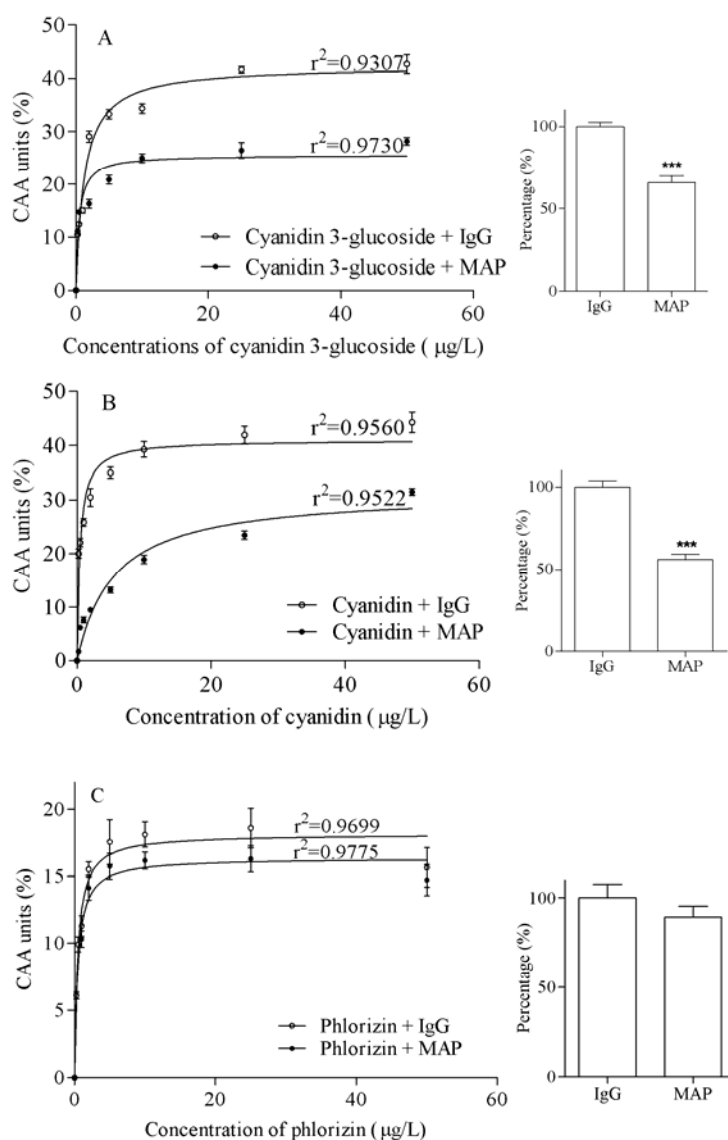 A
50
40
30
20
10
0
CAA units (%)
r²=0.9307
r²=0.9730
Cyanidin 3-glucoside + IgG
Cyanidin 3-glucoside + MAP
0
20
40
60
Concentrations of cyanidin 3-glucoside ( µg/L)
Percentage (%)
100
50
0
***
IgG
MAP
B
50
40
30
20
10
0
CAA units (%)
r²=0.9560
r²=0.9522
Cyanidin + IgG
Cyanidin + MAP
0
20
40
60
Concentration of cyanidin ( µg/L)
Percentage (%)
100
50
0
***
IgG
MAP
C
20
15
10
5
0
CAA units (%)
r²=0.9699
r²=0.9775
Phlorizin + IgG
Phlorizin + MAP
0
20
40
60
Concentration of phlorizin ( µg/L)
Percentage (%)
100
50
0
IgG
MAP